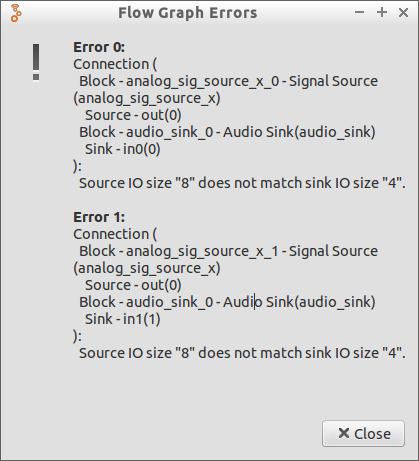 Flow Graph Errors
Error 0:
Connection (
Block - analog_sig_source_x_0 - Signal Source
(analog_sig_source_x)
Source - out(0)
Block - audio_sink_0 - Audio Sink(audio_sink)
Sink - in0(0)
):
Source IO size "8" does not match sink IO size "4".
Error 1:
Connection (
Block - analog_sig_source_x_1 - Signal Source
(analog_sig_source_x)
Source - out(0)
Block - audio_sink_0 - Audio Sink(audio_sink)
Sink - in1(1)
):
Source IO size "8" does not match sink IO size "4".
Close